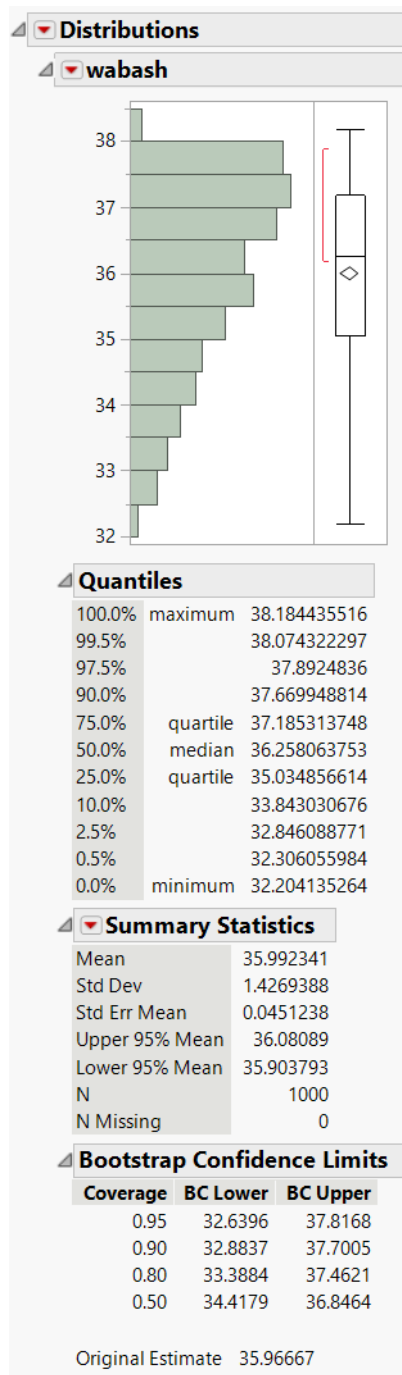 Distributions
wabash
38
37
36
35
34
33
32
Quantiles
100.0% maximum 38.184435516
99.5% 38.074322297
97.5% 37.8924836
90.0% 37.669948814
75.0% quartile 37.185313748
50.0% median 36.258063753
25.0% quartile 35.034856614
10.0% 33.843030676
2.5% 32.846088771
0.5% 32.306055984
0.0% minimum 32.204135264
Summary Statistics
Mean 35.992341
Std Dev 1.4269388
Std Err Mean 0.0451238
Upper 95% Mean 36.08089
Lower 95% Mean 35.903793
N 1000
N Missing 0
Bootstrap Confidence Limits
Coverage BC Lower BC Upper
0.95 32.6396 37.8168
0.90 32.8837 37.7005
0.80 33.3884 37.4621
0.50 34.4179 36.8464
Original Estimate 35.96667